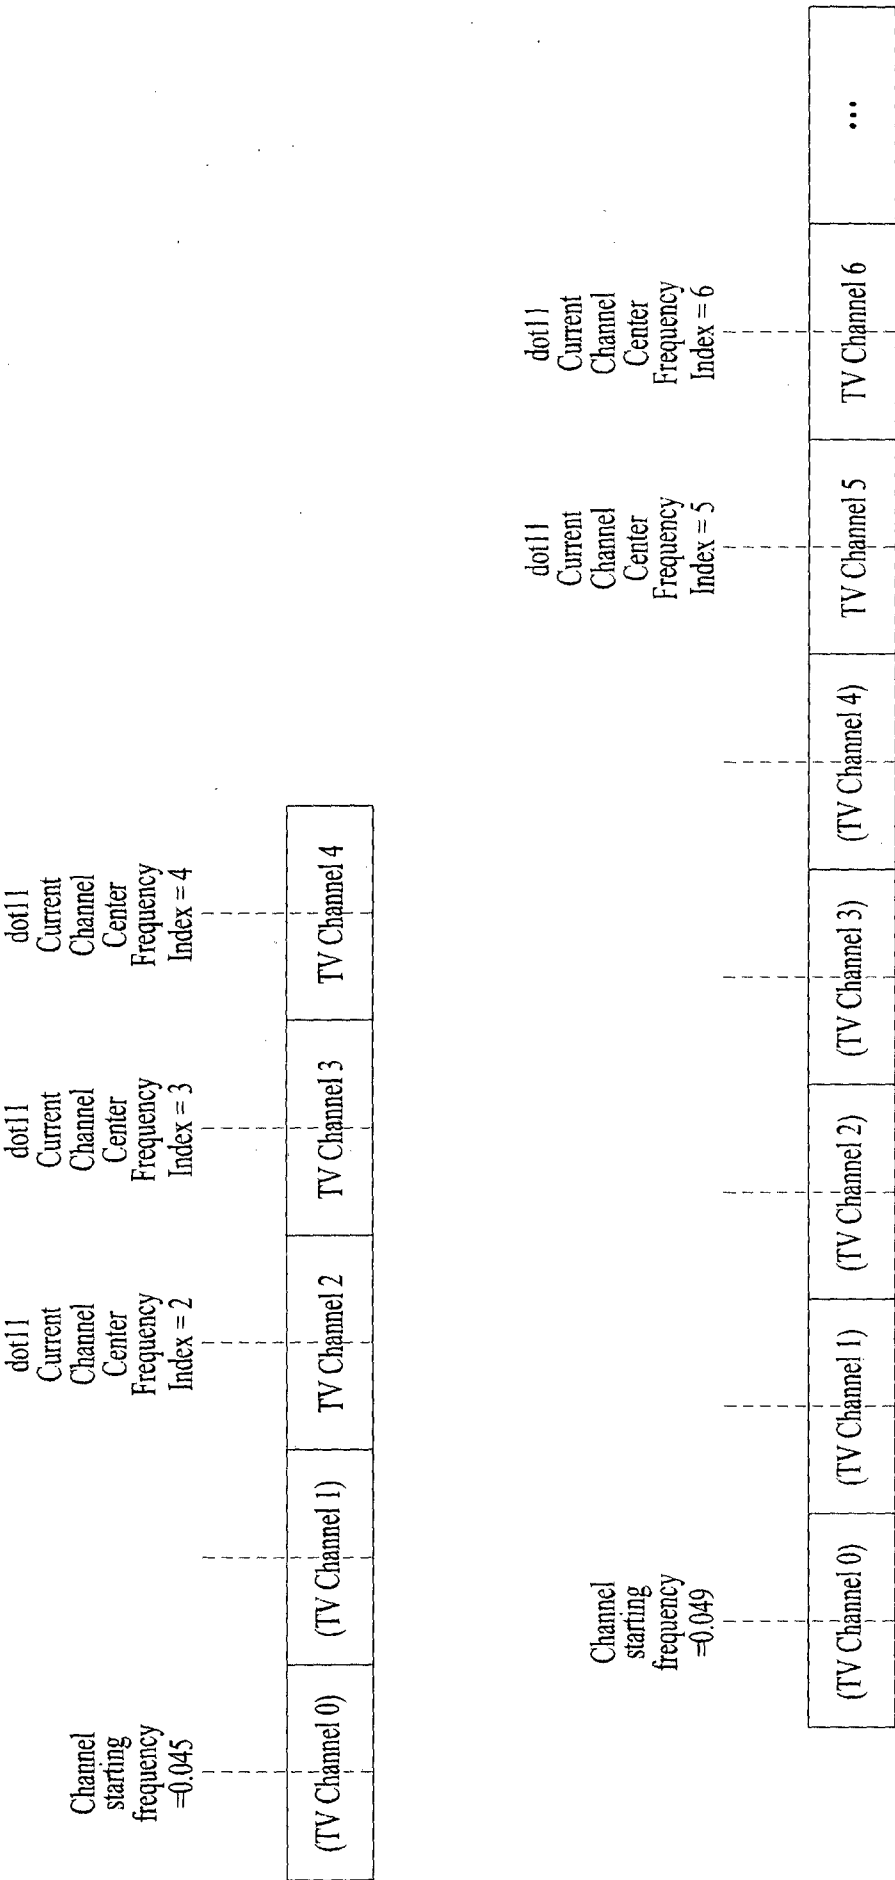 Channel
starting
frequency
=0.045
dot11
Current
Channel
Center
Frequency
Index = 2
dot11
Current
Channel
Center
Frequency
Index = 3
dot11
Current
Channel
Center
Frequency
Index = 4
(TV Channel 0)
(TV Channel 1)
TV Channel 2
TV Channel 3
TV Channel 4
Channel
starting
frequency
=0.049
dot11
Current
Channel
Center
Frequency
Index = 5
dot11
Current
Channel
Center
Frequency
Index = 6
(TV Channel 0)
(TV Channel 1)
(TV Channel 2)
(TV Channel 3)
(TV Channel 4)
TV Channel 5
TV Channel 6
...